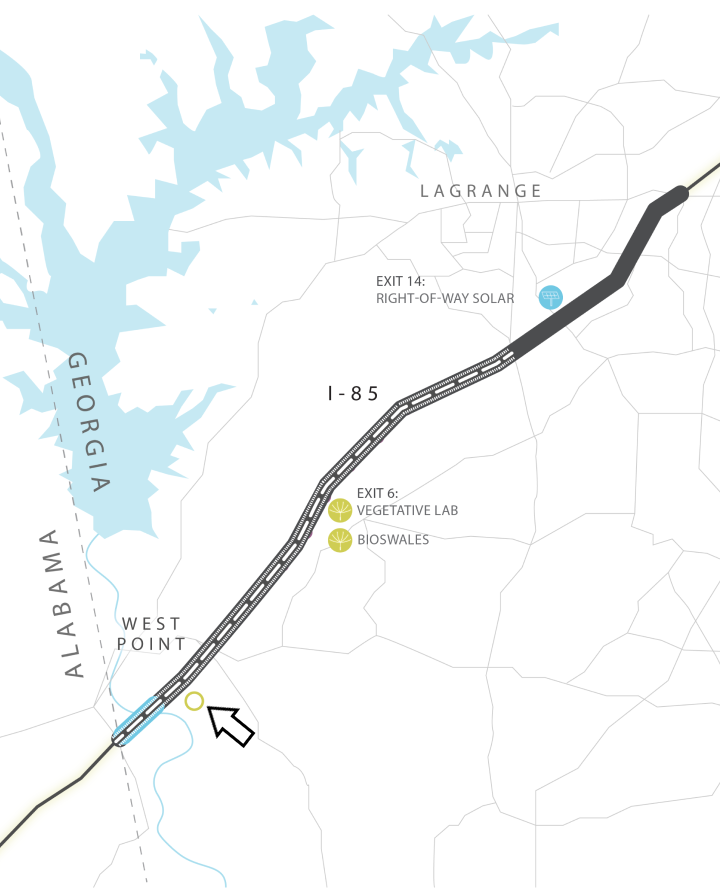 LAGRANGE
EXIT 14:
RIGHT-OF-WAY SOLAR
GEORGIA
I-85
EXIT 6:
VEGETATIVE LAB
BIOSWALES
ALABAMA
WEST
POINT